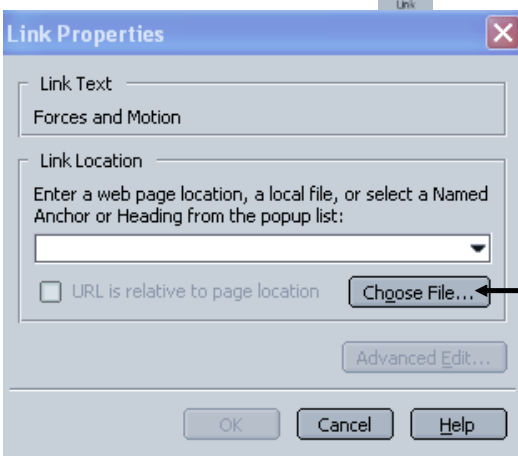 Link
Link Properties
Link Text
Forces and Motion
Link Location
Enter a web page location, a local file, or select a Named
Anchor or Heading from the popup list:
URL is relative to page location
Choose File...
Advanced Edit...
OK
Cancel
Help